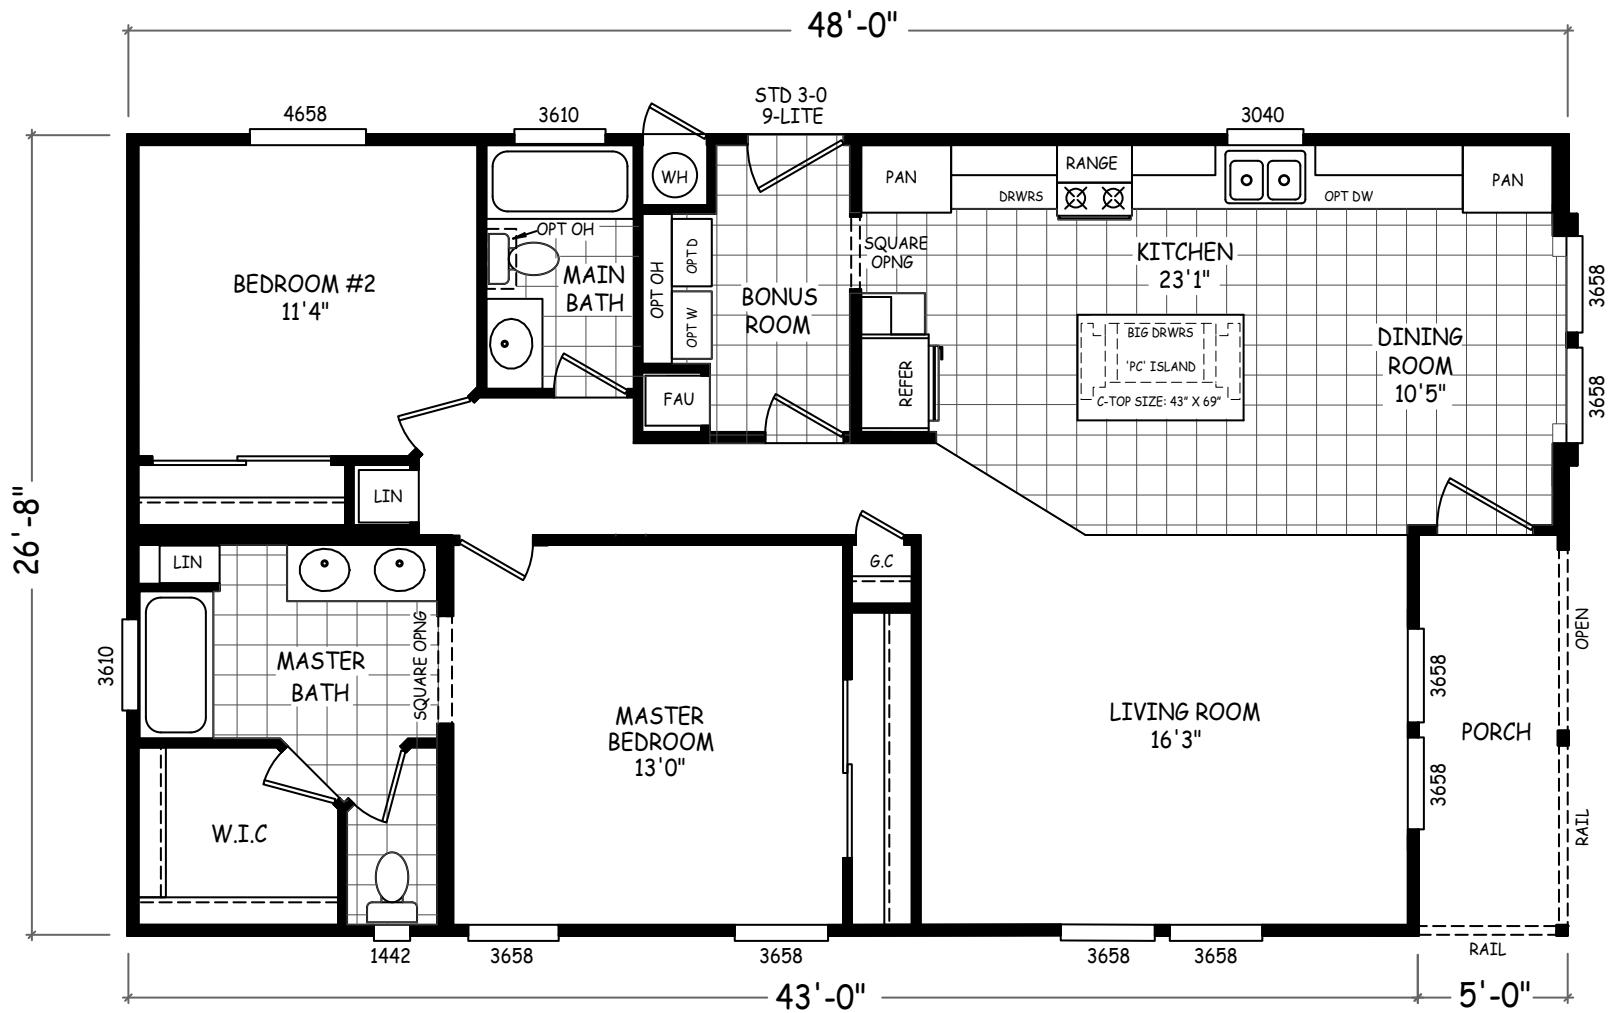 48'-0"
STD 3-0
9-LITE
4658
3610
3040
WH
PAN
RANGE
PAN
DRWRS
OPT DW
OPT OH
SQUARE
OPNG
KITCHEN
23'1"
BEDROOM #2
11'4"
MAIN
BATH
OPT OH
OPT D
OPT W
BONUS
ROOM
3658
BIG DRWRS
'PC' ISLAND
C-TOP SIZE: 43" X 69"
DINING
ROOM
10'5"
3658
REFER
FAU
LIN
26'-8"
LIN
G.C
3610
MASTER
BATH
SQUARE OPNG
OPEN
MASTER
BEDROOM
13'0"
LIVING ROOM
16'3"
3658
PORCH
3658
W.I.C
RAIL
1442
3658
3658
3658
3658
RAIL
43'-0"
5'-0"